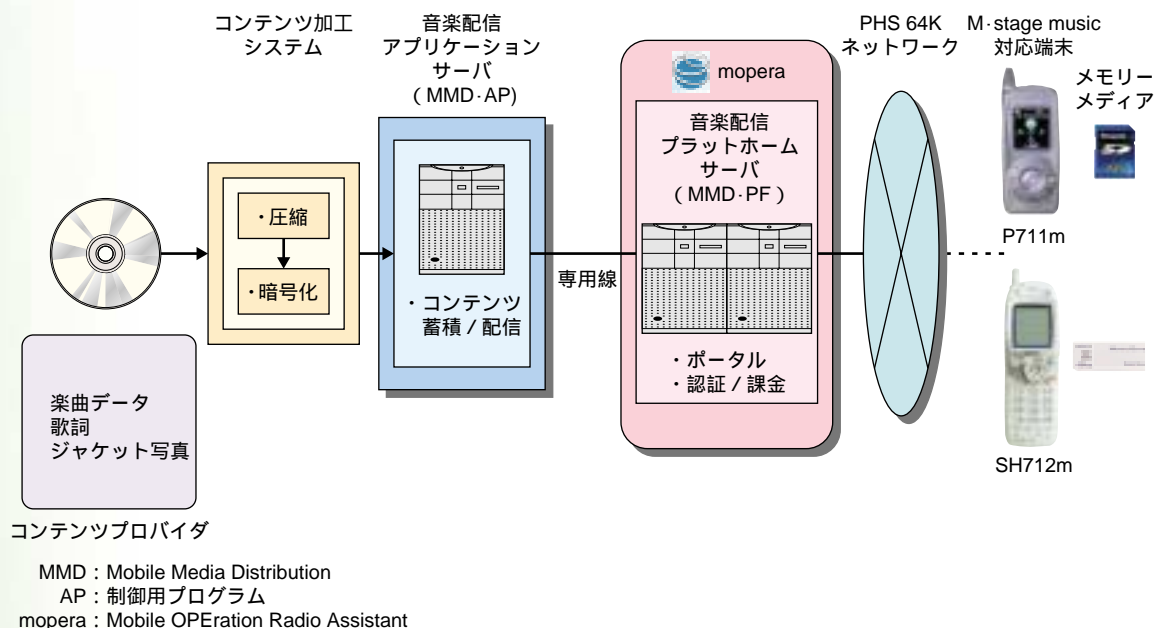 コンテンツ加工
システム
音楽配信
アプリケーション
サーバ
（MMD·AP)
mopera
音楽配信
プラットホーム
サーバ
（MMD·PF）
PHS 64K
ネットワーク
M·stage music
対応端末
メモリー
メディア
・圧縮
・暗号化
・コンテンツ
蓄積 / 配信
専用線
・ポータル
・認証 / 課金
P711m
SH712m
楽曲データ
歌詞
ジャケット写真
コンテンツプロバイダ
MMD : Mobile Media Distribution
AP : 制御用プログラム
mopera : Mobile OPEration Radio Assistant